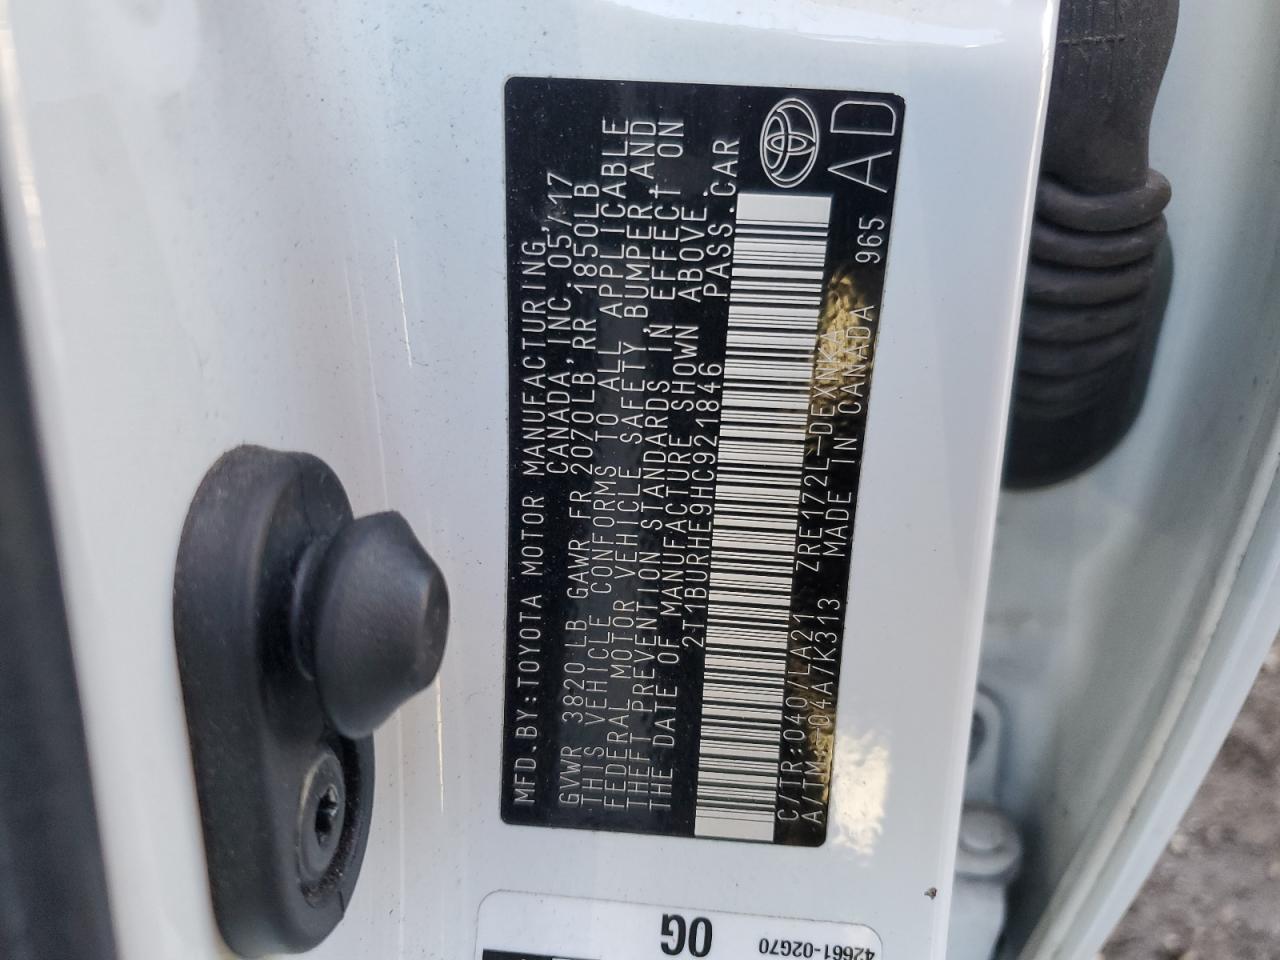 MFD.BY:TOYOTA MOTOR MANUFACTURING,
CANADA,INC.05/17
GVWR 3820 LB GAWR FR 2070LB,RR 1850LB
THIS VEHICLE CONFORMS TO ALL APPLICABLE
FEDERAL MOTOR VEHICLE SAFETY, BUMPER, AND
THEFT PREVENTION STANDARDS IN EFFECT ON
THE DATE OF MANUFACTURE SHOWN ABOVE.
2T1BURHE9HC921846 PASS.CAR
C/TR:040/LA21 ZRE172L-DEXNKA
A/TM:-04A/K313 MADE IN CANADA
965 AD
0G
42661-02G70